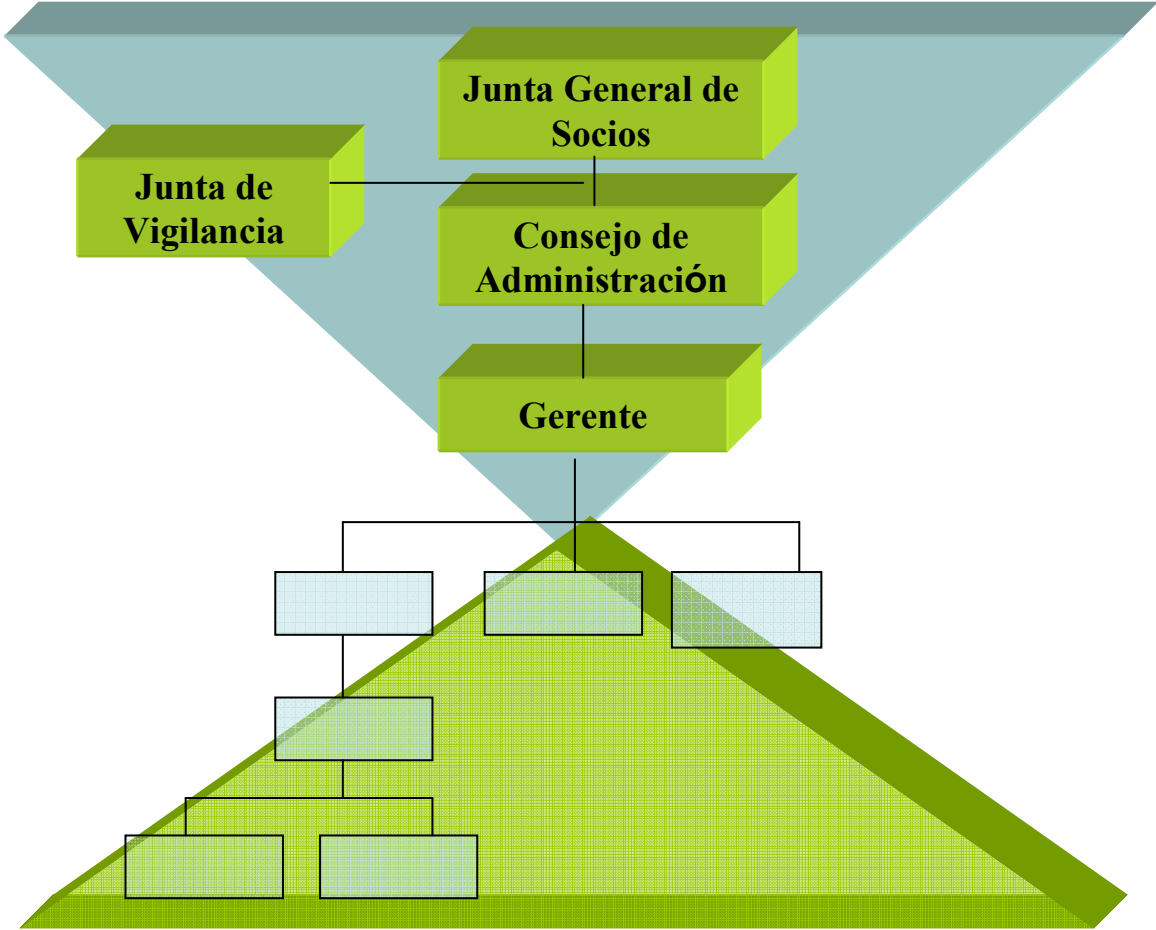 Junta General de
Socios
Junta de
Vigilancia
Consejo de
Administración
Gerente